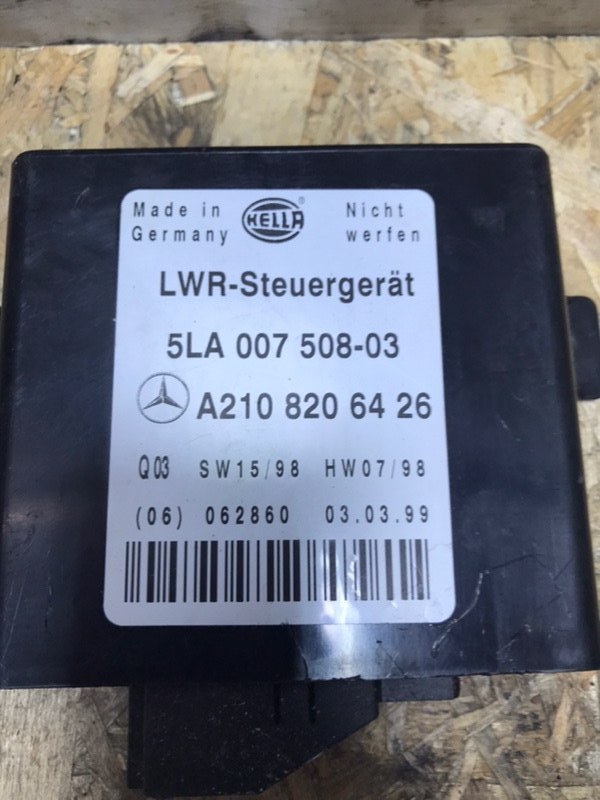 Made in HELLA ® Nicht
Germany werfen
LWR-Steuergerät
5LA 007 508-03
A210 820 64 26
Q03 SW15/98 HW07/98
(06) 062860 03.03.99